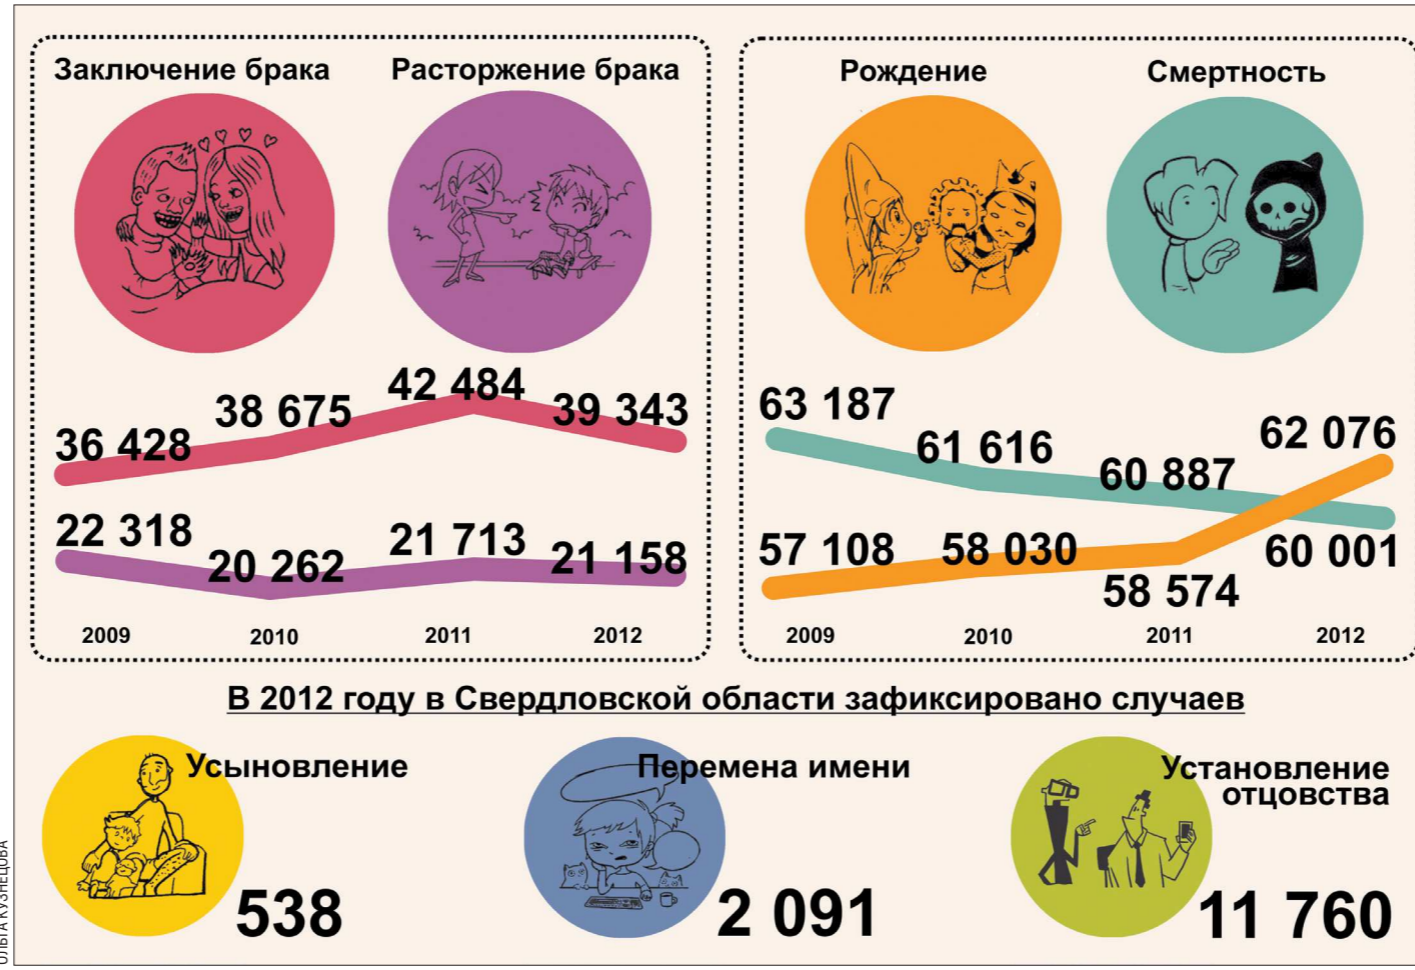 Заключение брака
Расторжение брака
36 428
38 675
42 484
39 343
22 318
20 262
21 713
21 158
2009
2010
2011
2012
Рождение
Смертность
63 187
61 616
60 887
62 076
57 108
58 030
58 574
60 001
2009
2010
2011
2012
В 2012 году в Свердловской области зафиксировано случаев
Усыновление
538
Перемена имени
2 091
Установление
отцовства
11 760
ОЛЬГА КУЗНЕЦОВА